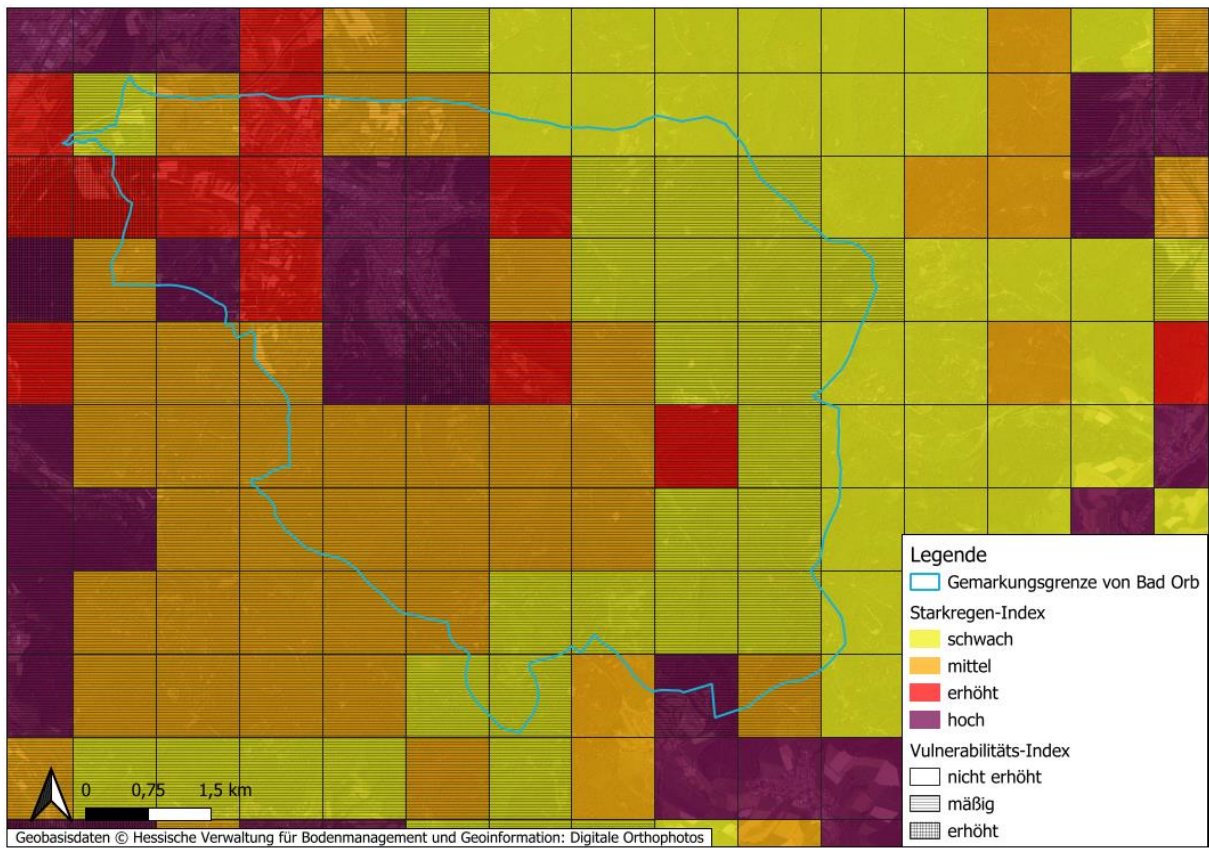 Legende
Gemarkungsgrenze von Bad Orb
Starkregen-Index
schwach
mittel
erhöht
hoch
Vulnerabilitäts-Index
nicht erhöht
mäßig
erhöht
0 0,75 1,5 km
Geobasisdaten © Hessische Verwaltung für Bodenmanagement und Geoinformation: Digitale Orthophotos